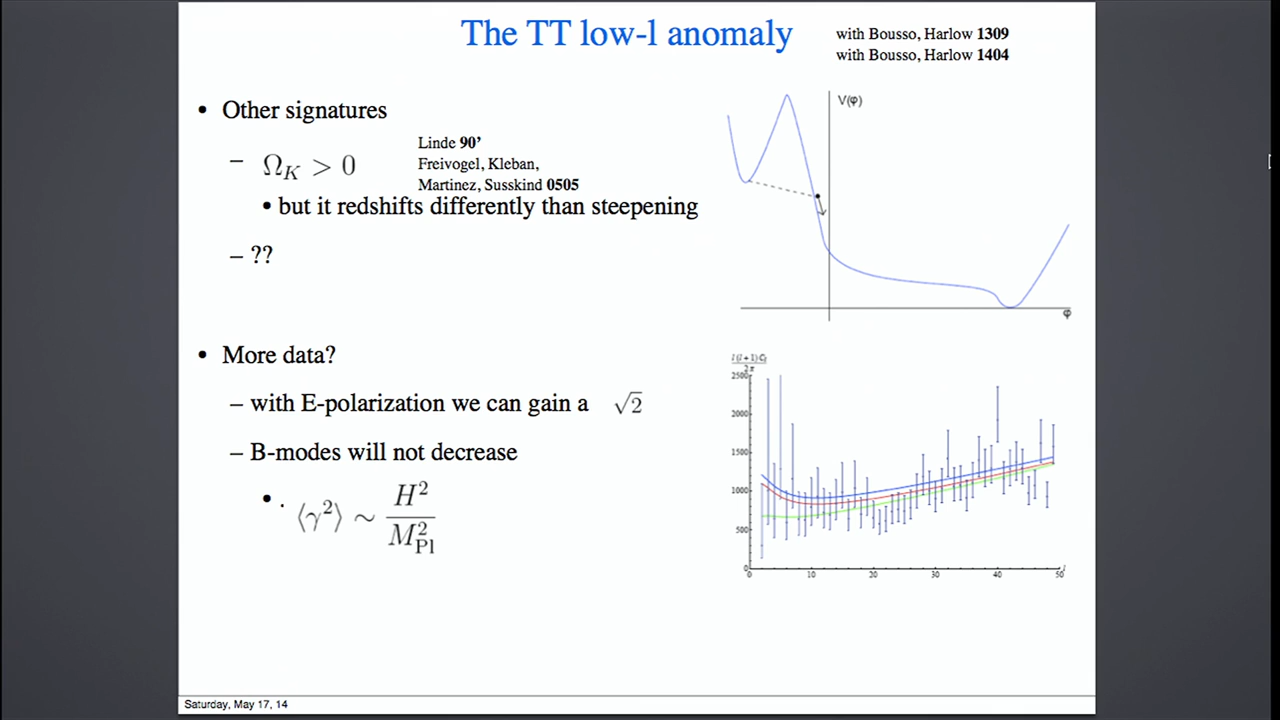 The TT low-l anomaly
with Bousso, Harlow 1309
with Bousso, Harlow 1404
• Other signatures
– Ω_K > 0
Linde 90’
Freivogel, Kleban,
Martinez, Susskind 0505
• but it redshifts differently than steepening
– ??
V(φ)
φ
• More data?
– with E-polarization we can gain a √2
– B-modes will not decrease
• . ⟨γ²⟩ ~ H² / M²_Pl
l(l+1)C_l
2π
2500
2000
1500
1000
500
0
0 10 20 30 40 50 l
Saturday, May 17, 14